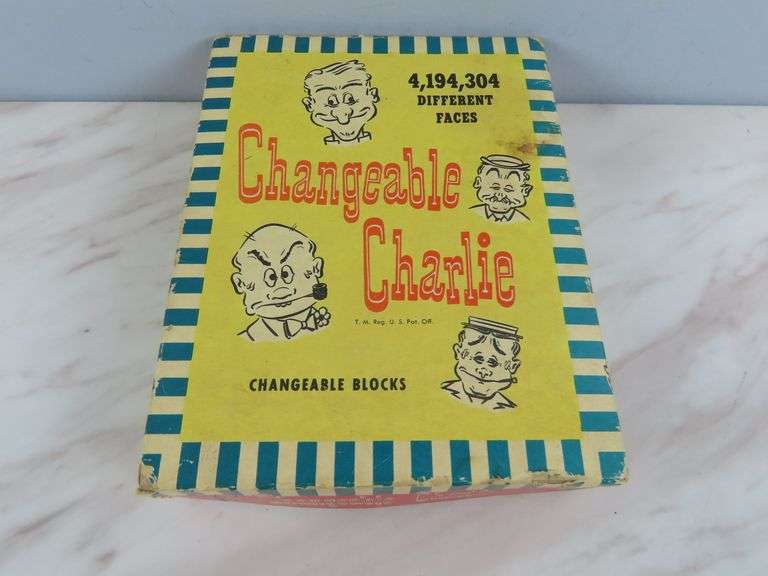 4,194,304
DIFFERENT
FACES
Changeable
Charlie
T. M. Reg. U. S. Pat. Off.
CHANGEABLE BLOCKS